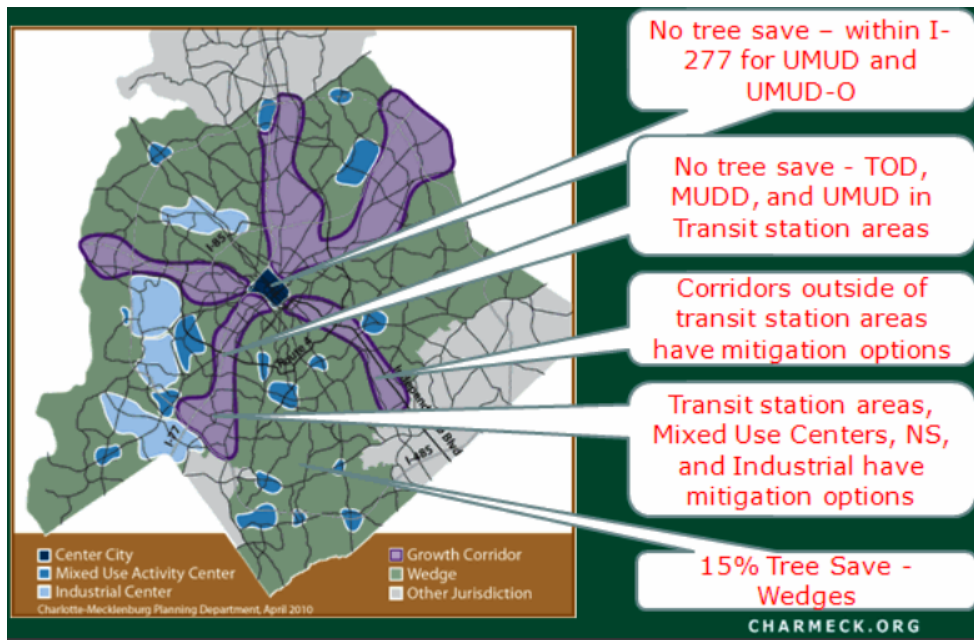 No tree save – within I-
277 for UMUD and
UMUD-O
No tree save - TOD,
MUDD, and UMUD in
Transit station areas
Corridors outside of
transit station areas
have mitigation options
Transit station areas,
Mixed Use Centers, NS,
and Industrial have
mitigation options
15% Tree Save -
Wedges
I-85
Route 4
Blvd
I-77
I-485
Center City
Mixed Use Activity Center
Industrial Center
Growth Corridor
Wedge
Other Jurisdiction
Charlotte-Mecklenburg Planning Department, April 2010
CHARMECK.ORG